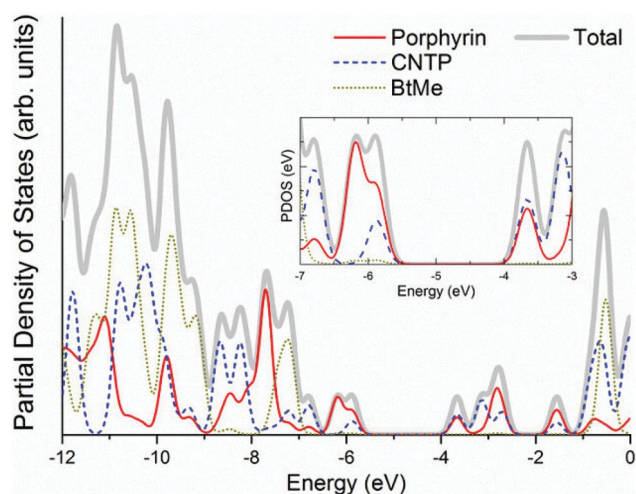 Porphyrin
Total
CNTP
BtMe
Partial Density of States (arb. units)
PDOS (eV)
-7 -6 -5 -4 -3
Energy (eV)
-12 -10 -8 -6 -4 -2 0
Energy (eV)